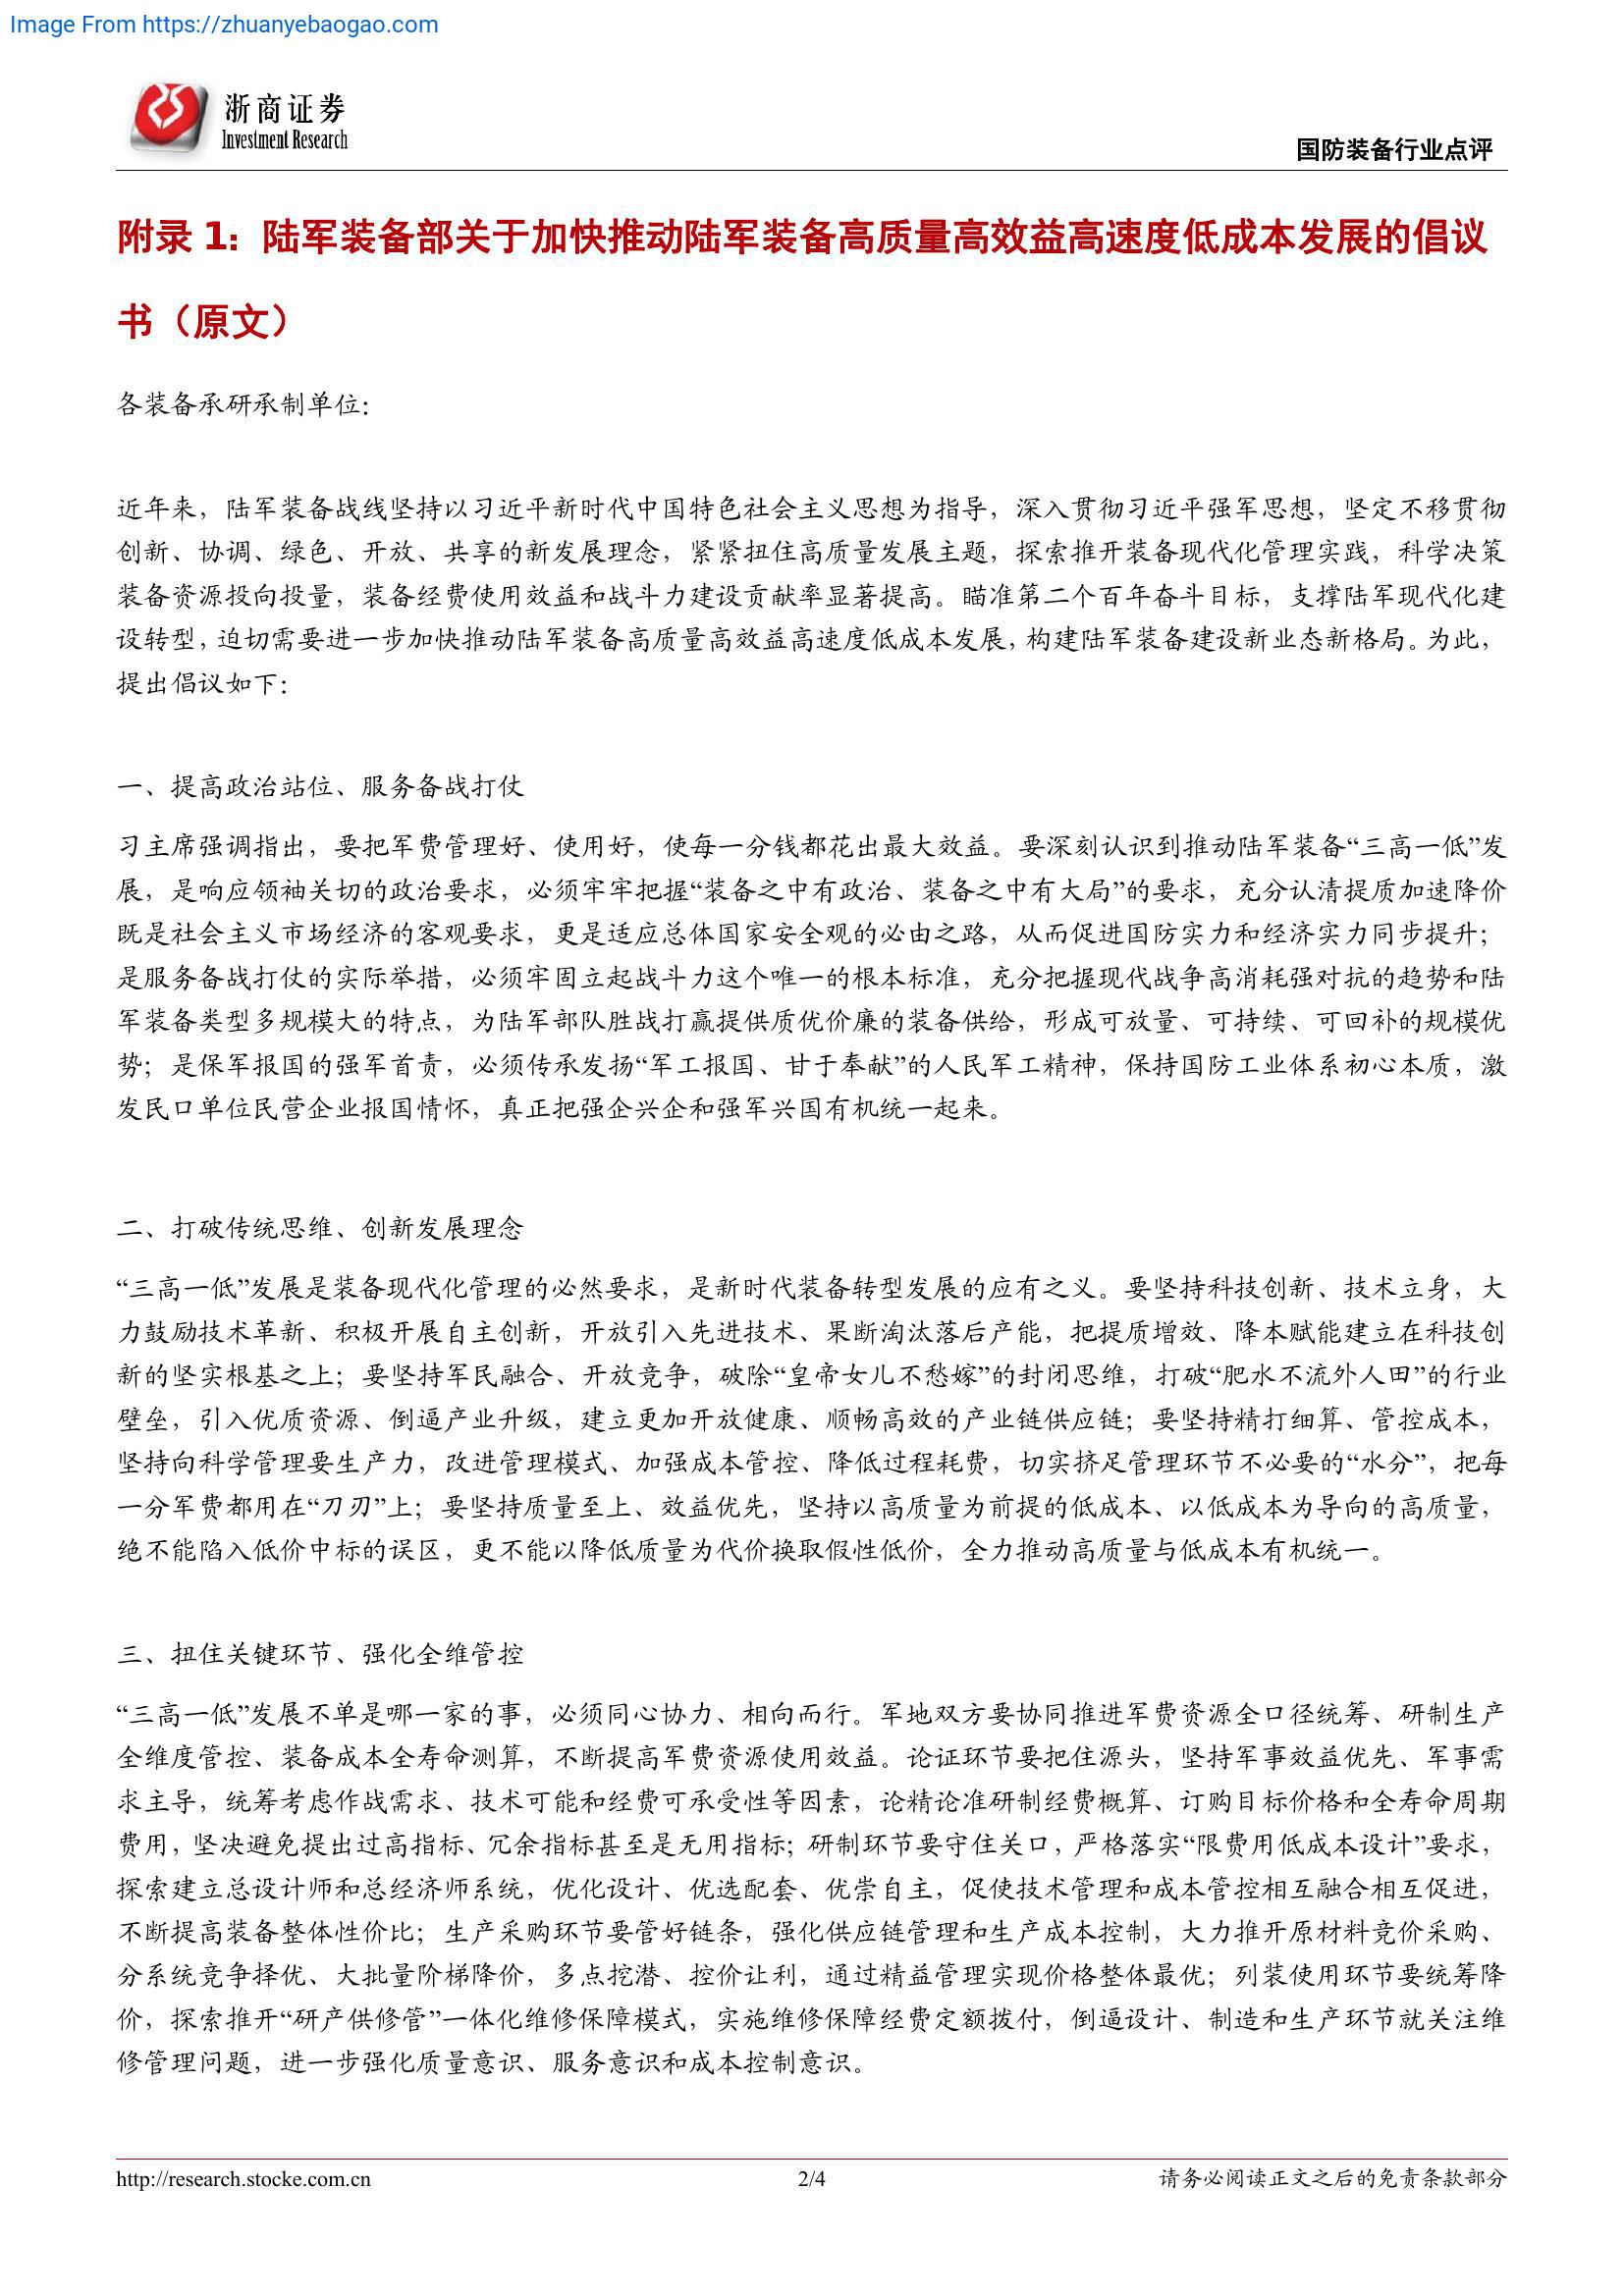 Image From https://zhuanyebaogao.com
浙商证券
Investment Research
国防装备行业点评
附录 1: 陆军装备部关于加快推动陆军装备高质量高效益高速度低成本发展的倡议
书（原文）
各装备承研承制单位：
近年来，陆军装备战线坚持以习近平新时代中国特色社会主义思想为指导，深入贯彻习近平强军思想，坚定不移贯彻
创新、协调、绿色、开放、共享的新发展理念，紧紧扭住高质量发展主题，探索推开装备现代化管理实践，科学决策
装备资源投向投量，装备经费使用效益和战斗力建设贡献率显著提高。瞄准第二个百年奋斗目标，支撑陆军现代化建
设转型，迫切需要进一步加快推动陆军装备高质量高效益高速度低成本发展，构建陆军装备建设新业态新格局。为此，
提出倡议如下：
一、提高政治站位、服务备战打仗
习主席强调指出，要把军费管理好、使用好，使每一分钱都花出最大效益。要深刻认识到推动陆军装备“三高一低”发
展，是响应领袖关切的政治要求，必须牢牢把握“装备之中有政治、装备之中有大局”的要求，充分认清提质加速降价
既是社会主义市场经济的客观要求，更是适应总体国家安全观的必由之路，从而促进国防实力和经济实力同步提升；
是服务备战打仗的实际举措，必须牢固立起战斗力这个唯一的根本标准，充分把握现代战争高消耗强对抗的趋势和陆
军装备类型多规模大的特点，为陆军部队胜战打赢提供质优价廉的装备供给，形成可放量、可持续、可回补的规模优
势；是保军报国的强军首责，必须传承发扬“军工报国、甘于奉献”的人民军工精神，保持国防工业体系初心本质，激
发民口单位民营企业报国情怀，真正把强企兴企和强军兴国有机统一起来。
二、打破传统思维、创新发展理念
“三高一低”发展是装备现代化管理的必然要求，是新时代装备转型发展的应有之义。要坚持科技创新、技术立身，大
力鼓励技术革新、积极开展自主创新，开放引入先进技术、果断淘汰落后产能，把提质增效、降本赋能建立在科技创
新的坚实根基之上；要坚持军民融合、开放竞争，破除“皇帝女儿不愁嫁”的封闭思维，打破“肥水不流外人田”的行业
壁垒，引入优质资源、倒逼产业升级，建立更加开放健康、顺畅高效的产业链供应链；要坚持精打细算、管控成本，
坚持向科学管理要生产力，改进管理模式、加强成本管控、降低过程耗费，切实挤足管理环节不必要的“水分”，把每
一分军费都用在“刀刃”上；要坚持质量至上、效益优先，坚持以高质量为前提的低成本、以低成本为导向的高质量，
绝不能陷入低价中标的误区，更不能以降低质量为代价换取假性低价，全力推动高质量与低成本有机统一。
三、扭住关键环节、强化全维管控
“三高一低”发展不单是哪一家的事，必须同心协力、相向而行。军地双方要协同推进军费资源全口径统筹、研制生产
全维度管控、装备成本全寿命测算，不断提高军费资源使用效益。论证环节要把住源头，坚持军事效益优先、军事需
求主导，统筹考虑作战需求、技术可能和经费可承受性等因素，论精论准研制经费概算、订购目标价格和全寿命周期
费用，坚决避免提出过高指标、冗余指标甚至是无用指标；研制环节要守住关口，严格落实“限费用低成本设计”要求，
探索建立总设计师和总经济师系统，优化设计、优选配套、优崇自主，促使技术管理和成本管控相互融合相互促进，
不断提高装备整体性价比；生产采购环节要管好链条，强化供应链管理和生产成本控制，大力推开原材料竞价采购、
分系统竞争择优、大批量阶梯降价，多点挖潜、控价让利，通过精益管理实现价格整体最优；列装使用环节要统筹降
价，探索推开“研产供修管”一体化维修保障模式，实施维修保障经费定额拨付，倒逼设计、制造和生产环节就关注维
修管理问题，进一步强化质量意识、服务意识和成本控制意识。
http://research.stocke.com.cn
2/4
请务必阅读正文之后的免责条款部分